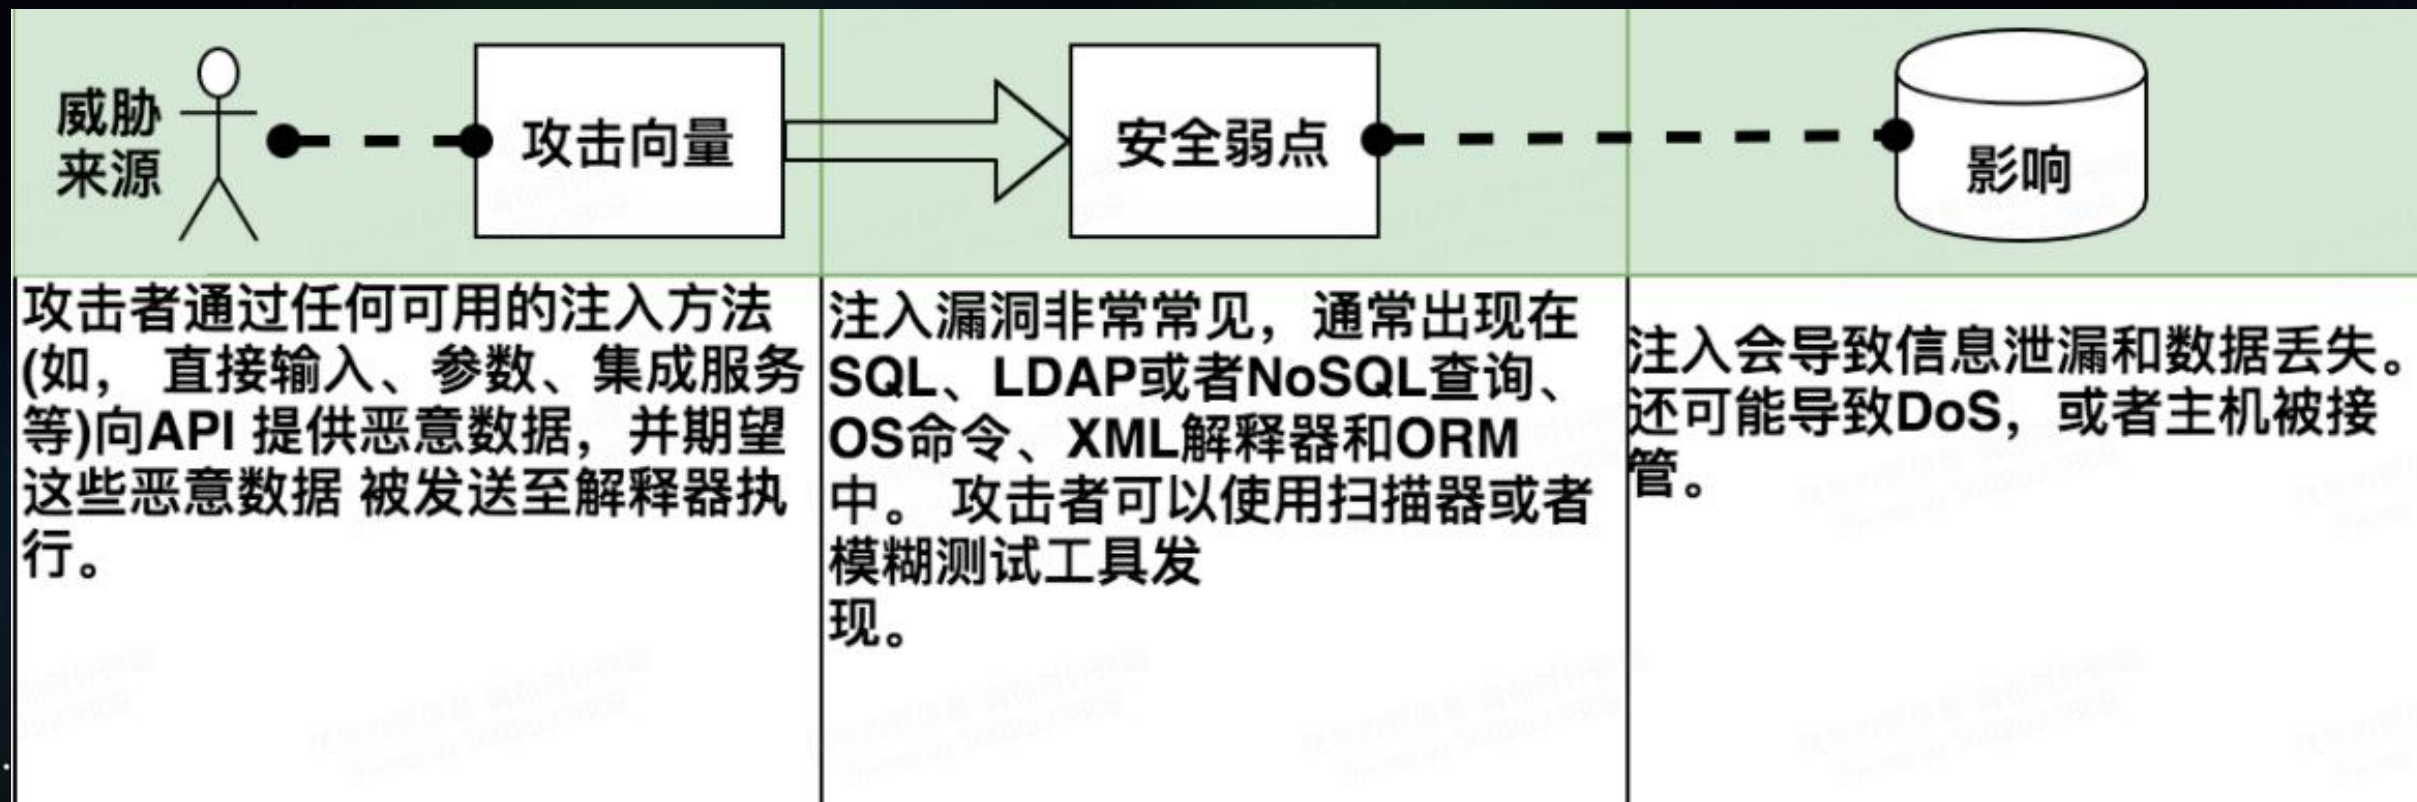 威胁
来源
攻击向量
安全弱点
影响
攻击者通过任何可用的注入方法
(如， 直接输入、参数、集成服务
等)向API 提供恶意数据，并期望
这些恶意数据 被发送至解释器执
行。
注入漏洞非常常见，通常出现在
SQL、LDAP或者NoSQL查询、
OS命令、XML解释器和ORM
中。 攻击者可以使用扫描器或者
模糊测试工具发
现。
注入会导致信息泄漏和数据丢失。
还可能导致DoS，或者主机被接
管。